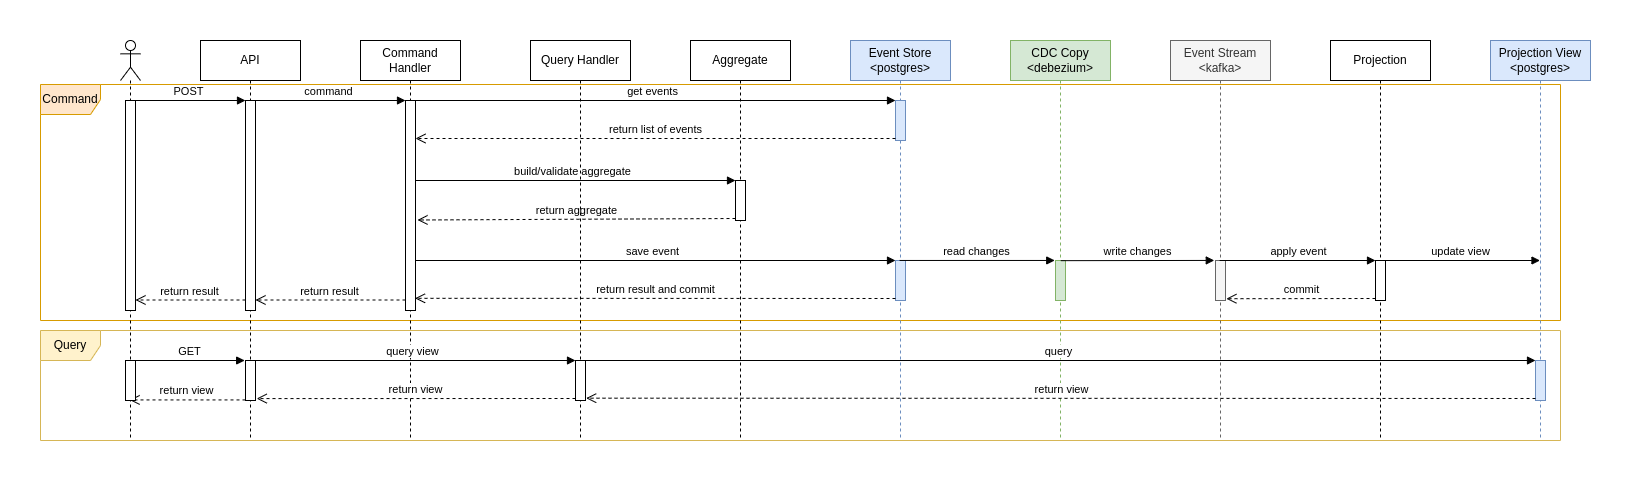 API
Command
Handler
Query Handler
Aggregate
Event Store
<postgres>
CDC Copy
<debezium>
Event Stream
<kafka>
Projection
Projection View
<postgres>
Command
POST
command
get events
return list of events
build/validate aggregate
return aggregate
save event
read changes
write changes
apply event
update view
return result
return result
return result and commit
commit
Query
GET
query view
query
return view
return view
return view